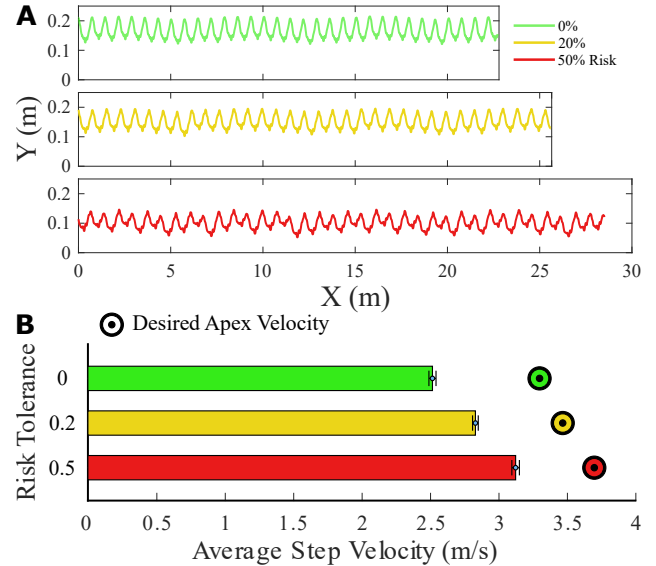 A
0.2
0.1
0
0%
20%
50% Risk
Y (m)
0.2
0.1
0
0.2
0.1
0
0 5 10 15 20 25 30
X (m)
B
Desired Apex Velocity
Risk Tolerance
0
0.2
0.5
0 0.5 1 1.5 2 2.5 3 3.5 4
Average Step Velocity (m/s)